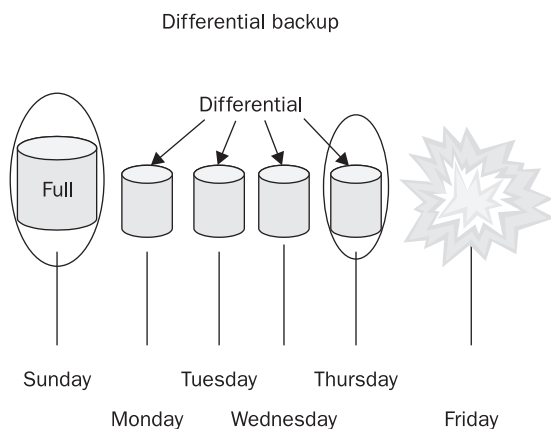 Differential backup
Differential
Full
Sunday
Tuesday
Thursday
Monday
Wednesday
Friday